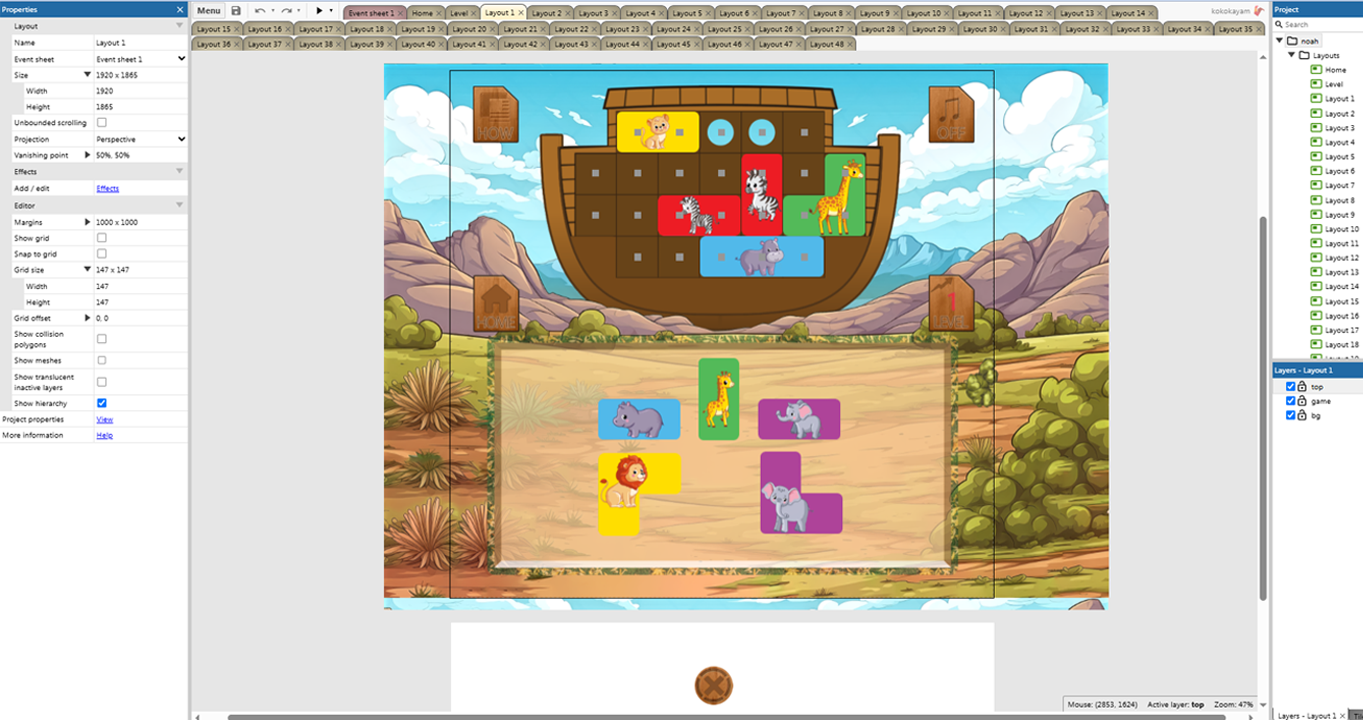 Properties
Layout
Name Layout 1
Event sheet Event sheet 1
Size 1920 x 1865
Width 1920
Height 1865
Unbounded scrolling
Projection Perspective
Vanishing point 50%, 50%
Effects
Add / edit Effects
Editor
Margins 1000 x 1000
Show grid
Snap to grid
Grid size 147 x 147
Width 147
Height 147
Grid offset 0, 0
Show collision
polygons
Show meshes
Show translucent
inactive layers
Show hierarchy
Project properties View
More information Help
Menu
Event sheet 1 Home Level Layout 1 Layout 2 Layout 3 Layout 4 Layout 5 Layout 6 Layout 7 Layout 8 Layout 9 Layout 10 Layout 11 Layout 12 Layout 13 Layout 14
kokokayam
Layout 15 Layout 16 Layout 17 Layout 18 Layout 19 Layout 20 Layout 21 Layout 22 Layout 23 Layout 24 Layout 25 Layout 26 Layout 27 Layout 28 Layout 29 Layout 30 Layout 31 Layout 32 Layout 33 Layout 34 Layout 35
Layout 36 Layout 37 Layout 38 Layout 39 Layout 40 Layout 41 Layout 42 Layout 43 Layout 44 Layout 45 Layout 46 Layout 47 Layout 48
HOW
OFF
HOME
1
LEVEL
Mouse: (2853, 1624) Active layer: top Zoom: 47%
Project
Search
noah
Layouts
Home
Level
Layout 1
Layout 2
Layout 3
Layout 4
Layout 5
Layout 6
Layout 7
Layout 8
Layout 9
Layout 10
Layout 11
Layout 12
Layout 13
Layout 14
Layout 15
Layout 16
Layout 17
Layout 18
Layers - Layout 1
top
game
bg
Layers - Layout 1